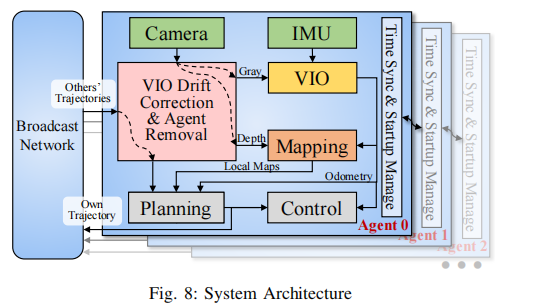 Camera
IMU
Others'
Trajectories
Gray
VIO Drift
Correction
& Agent
Removal
VIO
Broadcast
Network
Depth
Mapping
Local Maps
Odometry
Own
Trajectory
Planning
Control
Time Sync & Startup Manage
Time Sync & Startup Manage
Time Sync & Startup Manage
Agent 0
Agent 1
Agent 2
Fig. 8: System Architecture